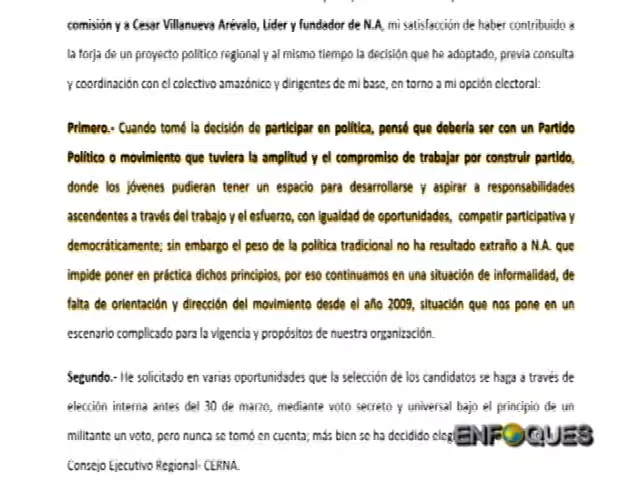 comisión y a Cesar Villanueva Arévalo, Líder y fundador de N.A, mi satisfacción de haber contribuido a
la forja de un proyecto político regional y al mismo tiempo la decisión que he adoptado, previa consulta
y coordinación con el colectivo amazónico y dirigentes de mi base, en torno a mi opción electoral:
Primero.- Cuando tomé la decisión de participar en política, pensé que debería ser con un Partido
Político o movimiento que tuviera la amplitud y el compromiso de trabajar por construir partido,
donde los jóvenes pudieran tener un espacio para desarrollarse y aspirar a responsabilidades
ascendentes a través del trabajo y el esfuerzo, con igualdad de oportunidades, competir participativa y
democráticamente; sin embargo el peso de la política tradicional no ha resultado extraño a N.A. que
impide poner en práctica dichos principios, por eso continuamos en una situación de informalidad, de
falta de orientación y dirección del movimiento desde el año 2009, situación que nos pone en un
escenario complicado para la vigencia y propósitos de nuestra organización.
Segundo.- He solicitado en varias oportunidades que la selección de los candidatos se haga a través de
elección interna antes del 30 de marzo, mediante voto secreto y universal bajo el principio de un
militante un voto, pero nunca se tomó en cuenta; más bien se ha decidido
ENFOQUES
Consejo Ejecutivo Regional- CERNA.